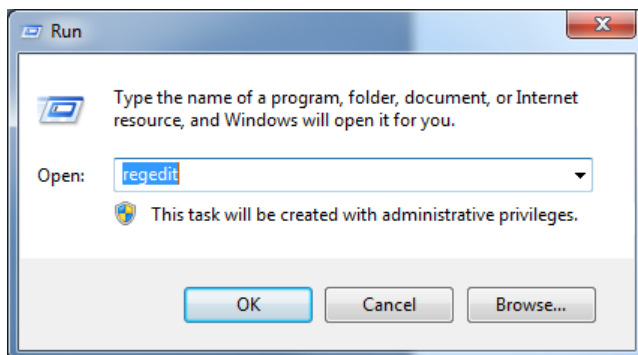 Run
Type the name of a program, folder, document, or Internet
resource, and Windows will open it for you.
Open: regedit
This task will be created with administrative privileges.
OK Cancel Browse...